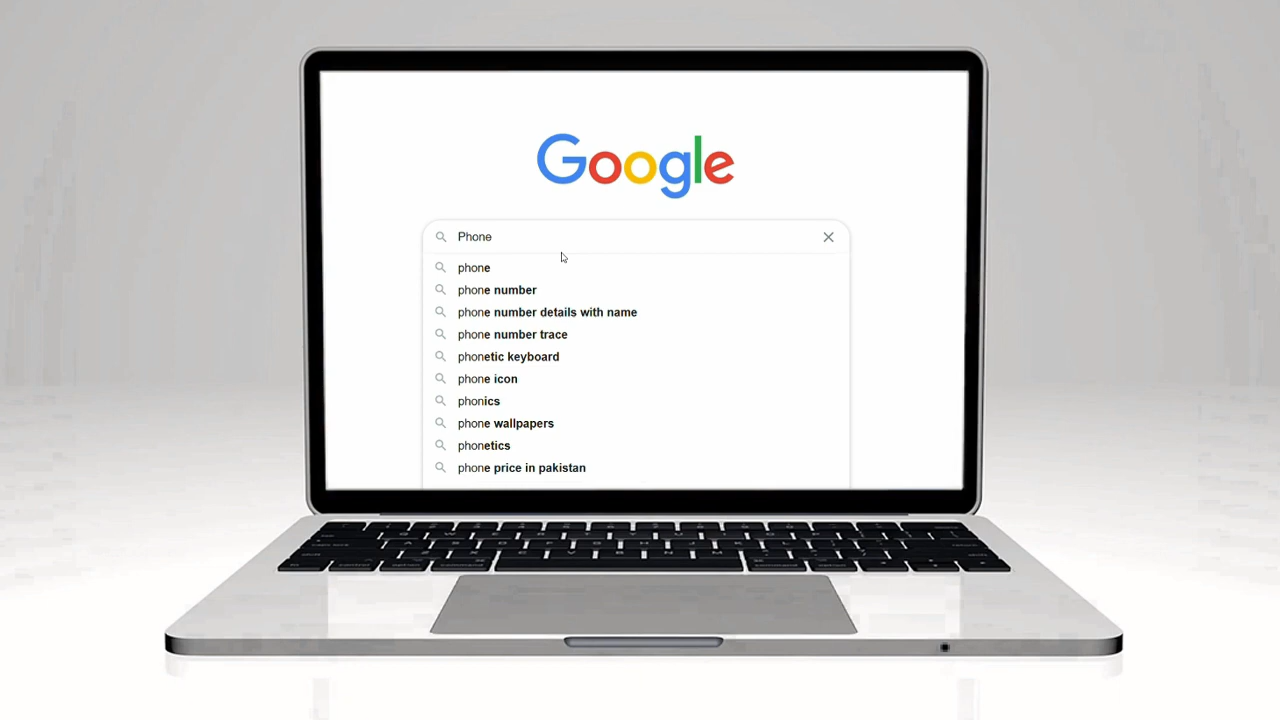 Google
Phone
phone
phone number
phone number details with name
phone number trace
phonetic keyboard
phone icon
phonics
phone wallpapers
phonetics
phone price in pakistan